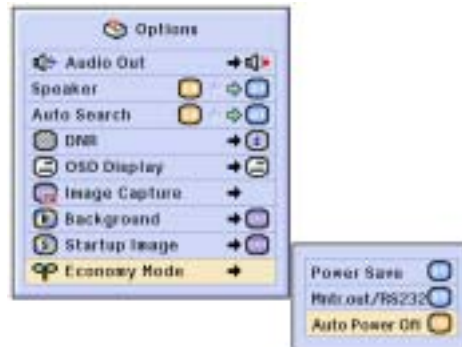 Options
Audio Out
Speaker
Auto Search
DNR
OSD Display
Image Capture
Background
Startup Image
Economy Mode
Power Save
Mntr.out/RS232
Auto Power Off